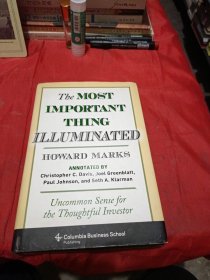 The MOST
IMPORTANT
THING
ILLUMINATED
HOWARD MARKS
ANNOTATED BY
Christopher C. Davis, Joel Greenblatt,
Paul Johnson, and Seth A. Klarman
Uncommon Sense for
the Thoughtful Investor
Columbia Business School
Publishing